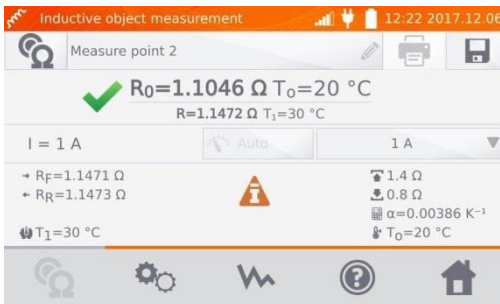 Inductive object measurement 12:22 2017.12.06
Measure point 2
R₀=1.1046 Ω T₀=20 °C
R=1.1472 Ω T₁=30 °C
I = 1 A Auto 1 A
R_F=1.1471 Ω 1.4 Ω
R_R=1.1473 Ω 0.8 Ω
α=0.00386 K⁻¹
T₁=30 °C T₀=20 °C